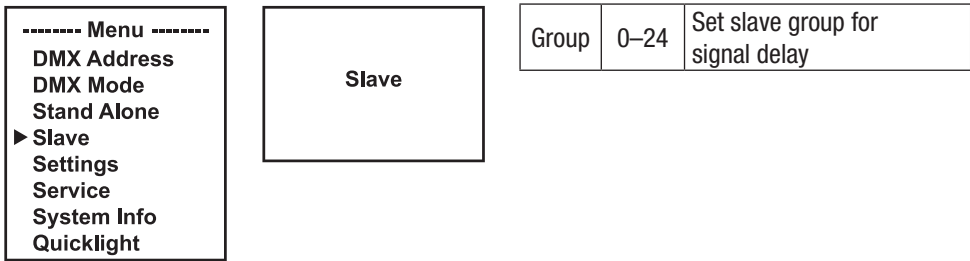 -------- Menu --------
DMX Address
DMX Mode
Stand Alone
▶ Slave
Settings
Service
System Info
Quicklight
Slave
Group 0–24 Set slave group for
signal delay